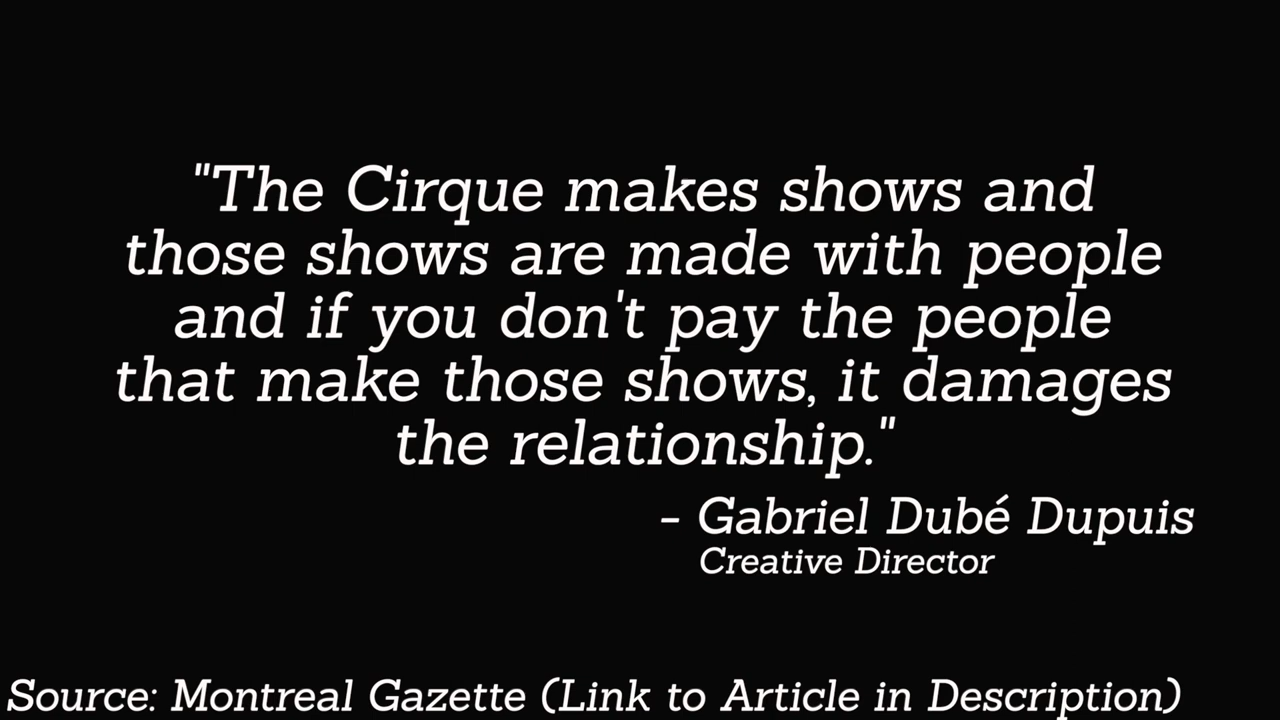 "The Cirque makes shows and
those shows are made with people
and if you don't pay the people
that make those shows, it damages
the relationship."
- Gabriel Dubé Dupuis
Creative Director
Source: Montreal Gazette (Link to Article in Description)